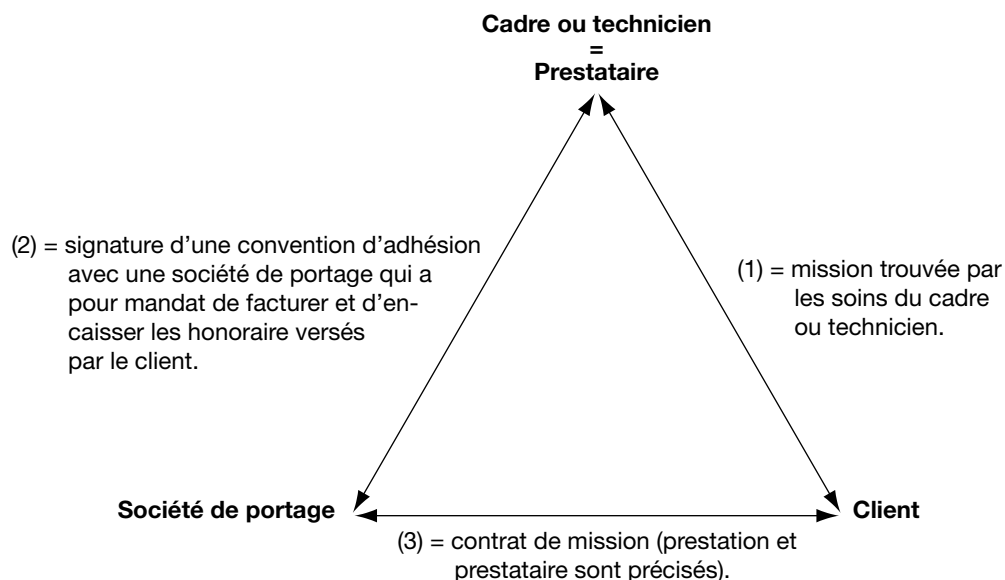 Cadre ou technicien
=
Prestataire
(2) = signature d’une convention d’adhésion
avec une société de portage qui a
pour mandat de facturer et d’en-
caisser les honoraire versés
par le client.
(1) = mission trouvée par
les soins du cadre
ou technicien.
Société de portage
Client
(3) = contrat de mission (prestation et
prestataire sont précisés).